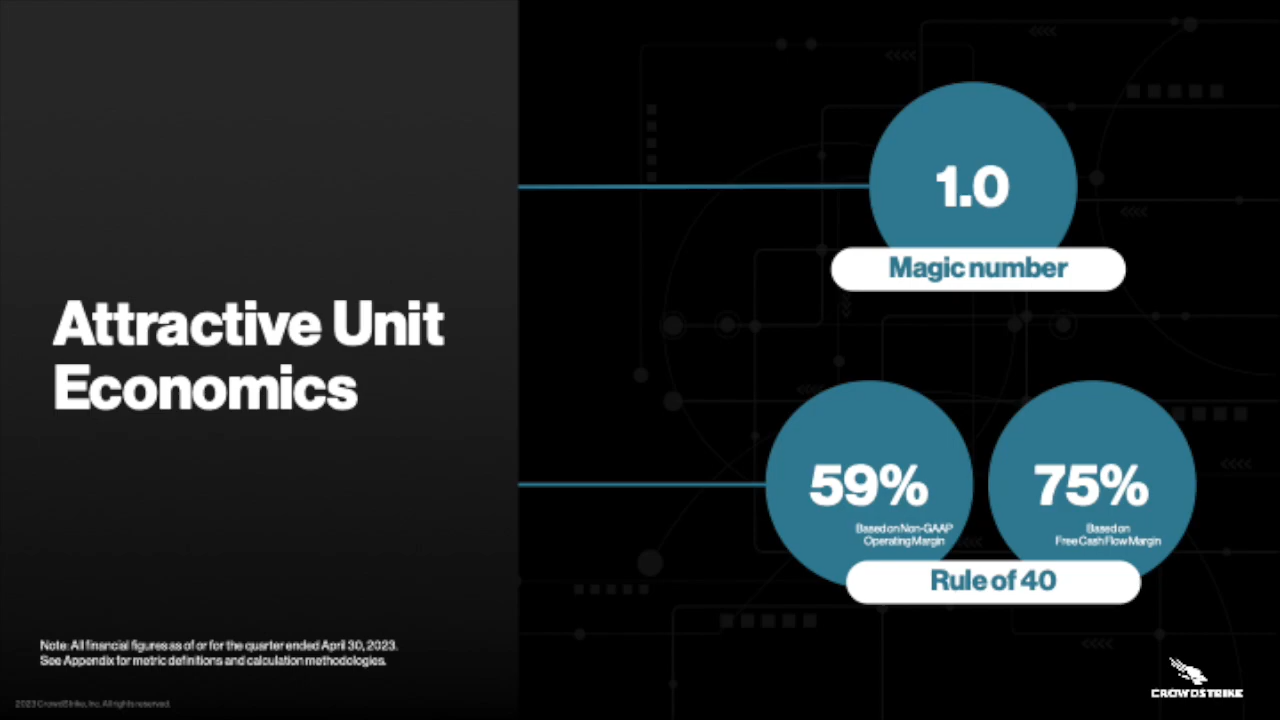 Attractive Unit
Economics
1.0
Magic number
59%
Based on Non-GAAP
Operating Margin
75%
Based on
Free Cash Flow Margin
Rule of 40
Note: All financial figures as of or for the quarter ended April 30, 2023.
See Appendix for metric definitions and calculation methodologies.
2023 CrowdStrike, Inc. All rights reserved.
CROWDSTRIKE